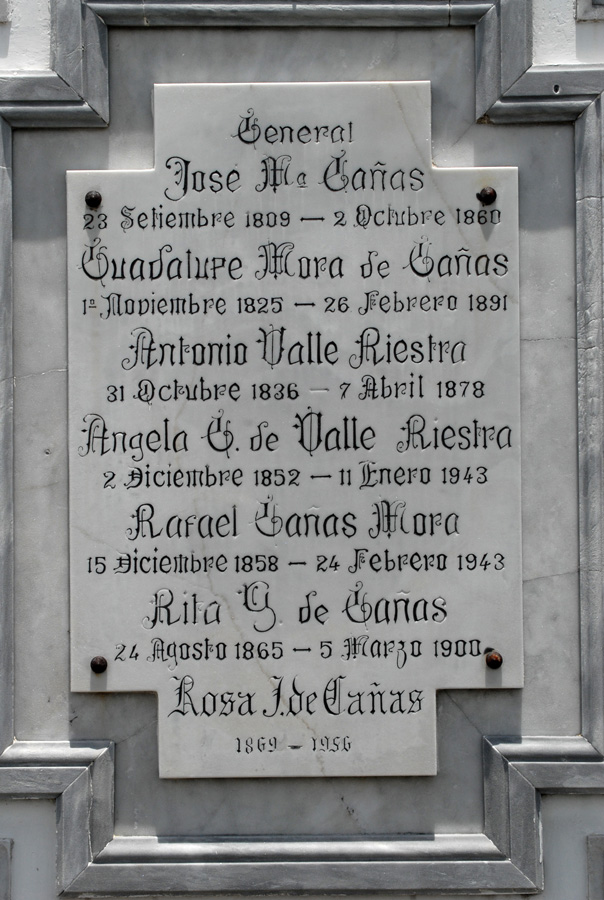 General
José Mª Cañas
23 Setiembre 1809 – 2 Octubre 1860
Guadalupe Mora de Cañas
1º Noviembre 1825 – 26 Febrero 1891
Antonio Valle Riestra
31 Octubre 1836 – 7 Abril 1878
Angela C. de Valle Riestra
2 Diciembre 1852 – 11 Enero 1943
Rafael Cañas Mora
15 Diciembre 1858 – 24 Febrero 1943
Rita Y. de Cañas
24 Agosto 1865 – 5 Marzo 1900
Rosa J. de Cañas
1869 – 1956